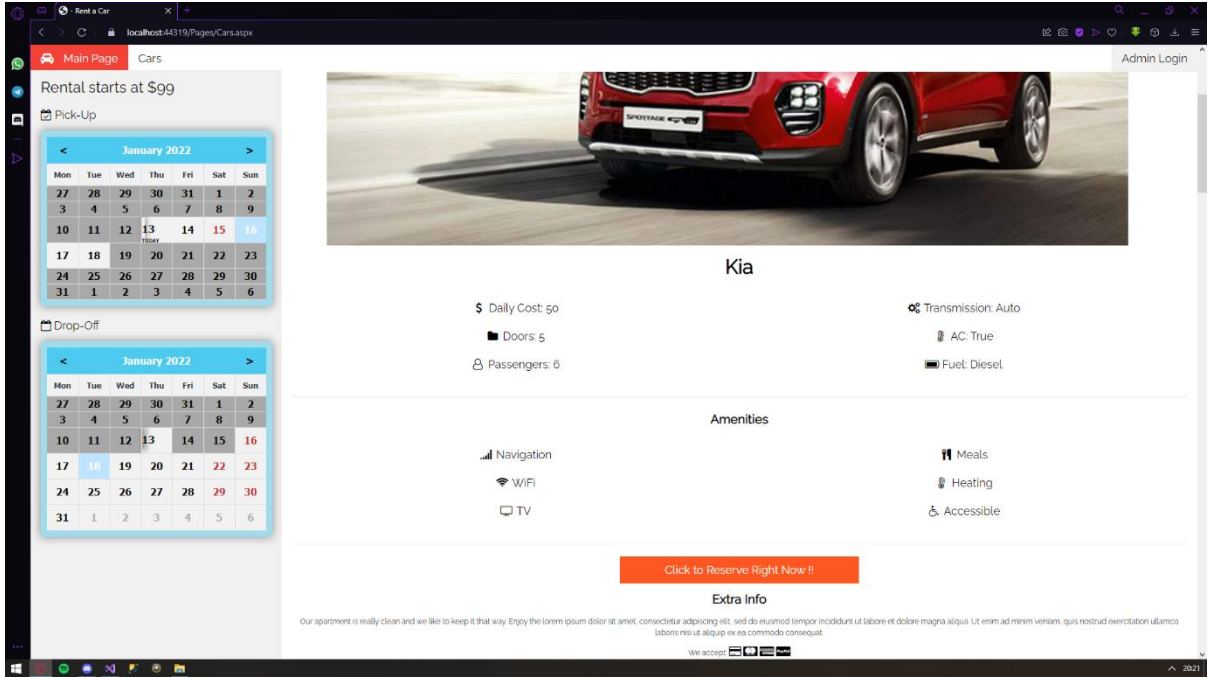 - Rent a Car
localhost:44319/Pages/Cars.aspx
Main Page Cars Admin Login
Rental starts at $99
Pick-Up
< January 2022 >
Mon Tue Wed Thu Fri Sat Sun
27 28 29 30 31 1 2
3 4 5 6 7 8 9
10 11 12 13 14 15 16
TODAY
17 18 19 20 21 22 23
24 25 26 27 28 29 30
31 1 2 3 4 5 6
Drop-Off
< January 2022 >
Mon Tue Wed Thu Fri Sat Sun
27 28 29 30 31 1 2
3 4 5 6 7 8 9
10 11 12 13 14 15 16
17 18 19 20 21 22 23
24 25 26 27 28 29 30
31 1 2 3 4 5 6
SPORTAGE
Kia
$ Daily Cost: 50
Transmission: Auto
Doors: 5
AC: True
Passengers: 6
Fuel: Diesel
Amenities
Navigation
Meals
WiFi
Heating
TV
Accessible
Click to Reserve Right Now !!
Extra Info
Our apartment is really clean and we like to keep it that way. Enjoy the lorem ipsum dolor sit amet, consectetur adipiscing elit, sed do eiusmod tempor incididunt ut labore et dolore magna aliqua. Ut enim ad minim veniam, quis nostrud exercitation ullamco
laboris nisi ut aliquip ex ea commodo consequat.
We accept
20:21